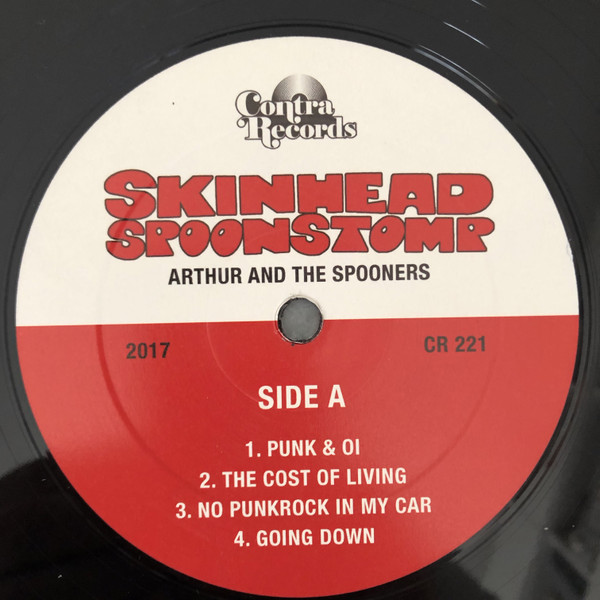 Contra
Records
SKINHEAD
SPOONSTOMP
ARTHUR AND THE SPOONERS
2017
CR 221
SIDE A
1. PUNK & OI
2. THE COST OF LIVING
3. NO PUNKROCK IN MY CAR
4. GOING DOWN